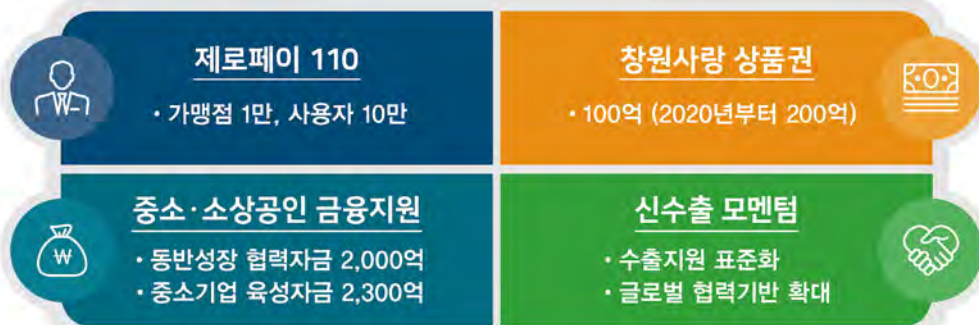 제로페이 110
· 가맹점 1만, 사용자 10만
창원사랑 상품권
· 100억 (2020년부터 200억)
중소·소상공인 금융지원
· 동반성장 협력자금 2,000억
· 중소기업 육성자금 2,300억
신수출 모멘텀
· 수출지원 표준화
· 글로벌 협력기반 확대